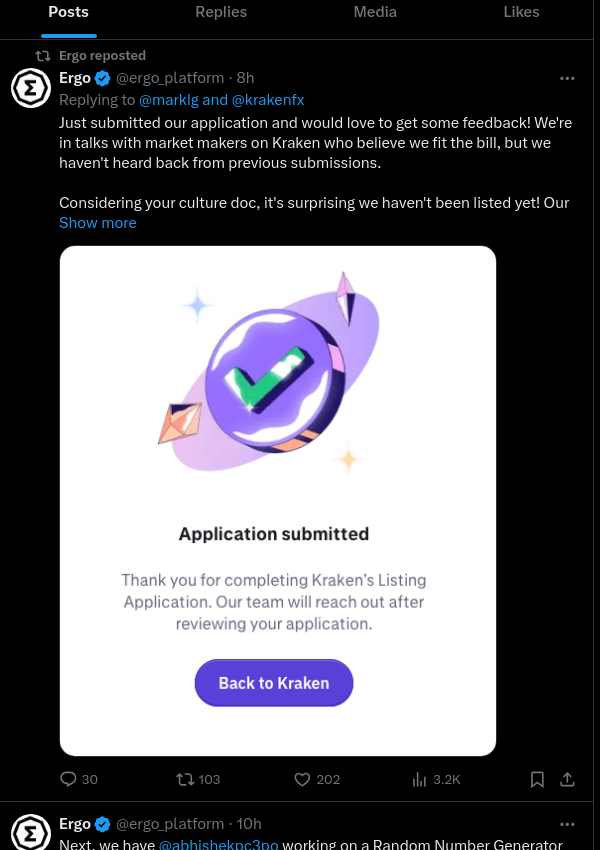 Posts Replies Media Likes
Ergo reposted
Ergo @ergo_platform · 8h
Replying to @marklg and @krakenfx
Just submitted our application and would love to get some feedback! We're
in talks with market makers on Kraken who believe we fit the bill, but we
haven't heard back from previous submissions.
Considering your culture doc, it's surprising we haven't been listed yet! Our
Show more
Application submitted
Thank you for completing Kraken’s Listing
Application. Our team will reach out after
reviewing your application.
Back to Kraken
30 103 202 3.2K
Ergo @ergo_platform · 10h
Next, we have @abhishekpc3po working on a Random Number Generator